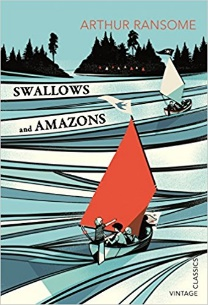 ARTHUR RANSOME
SWALLOWS
and AMAZONS
VINTAGE CLASSICS